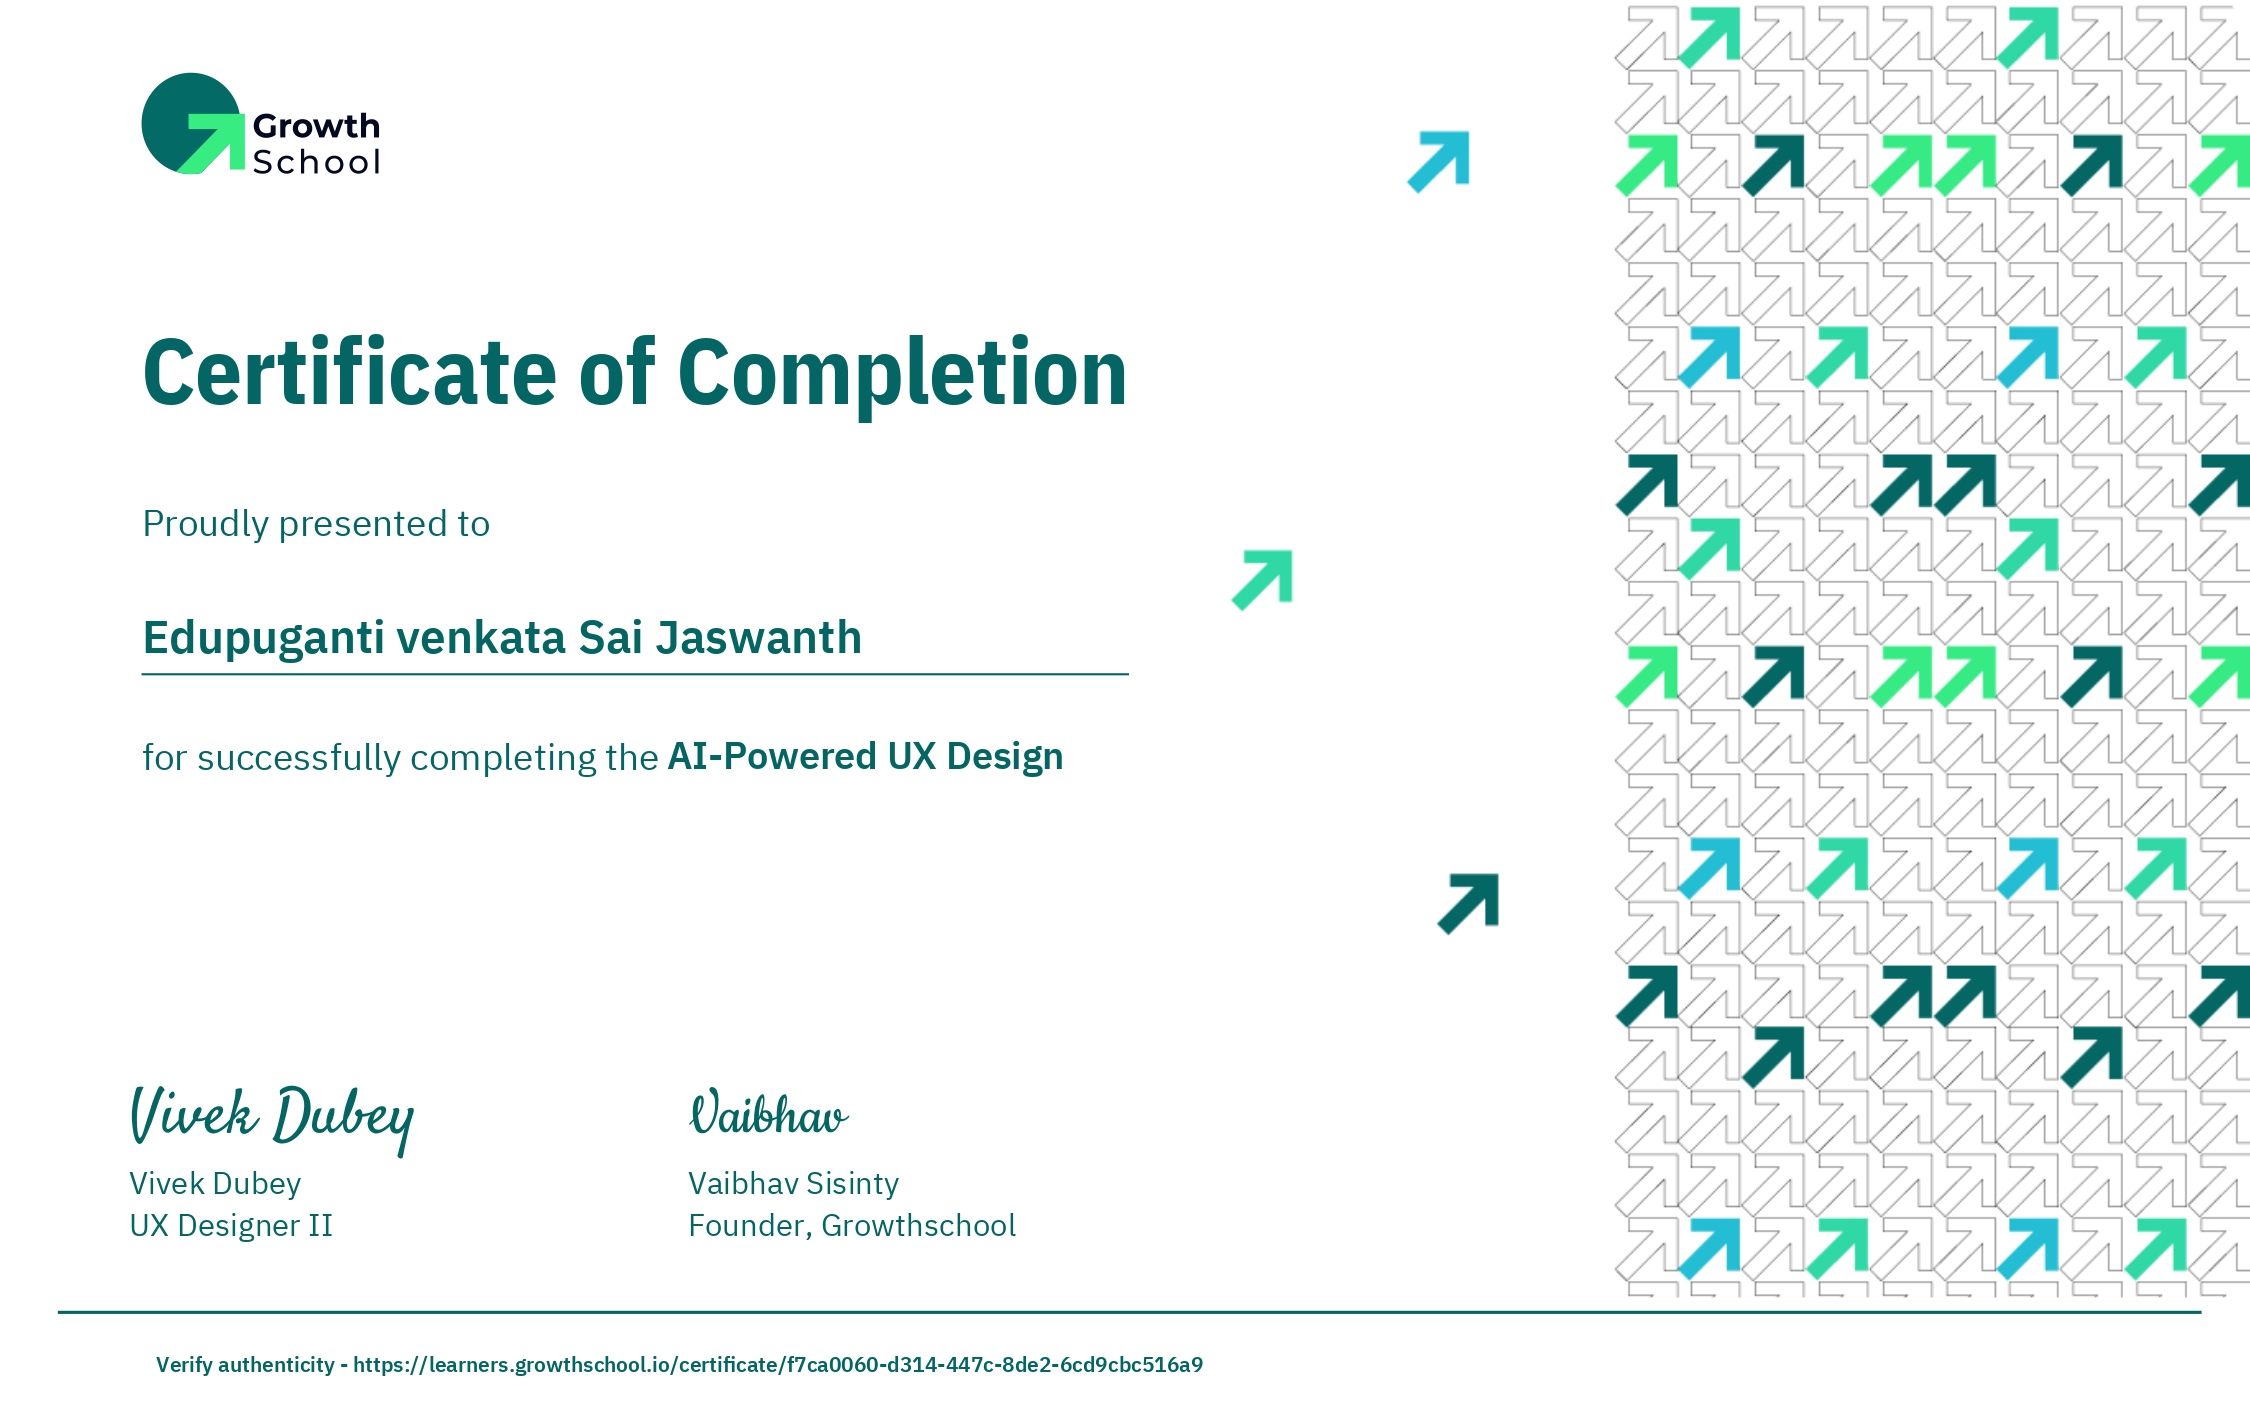 Growth
School
Certificate of Completion
Proudly presented to
Edupuganti venkata Sai Jaswanth
for successfully completing the AI-Powered UX Design
Vivek Dubey
Vaibhav
Vivek Dubey
Vaibhav Sisinty
UX Designer II
Founder, Growthschool
Verify authenticity - https://learners.growthschool.io/certificate/f7ca0060-d314-447c-8de2-6cd9cbc516a9